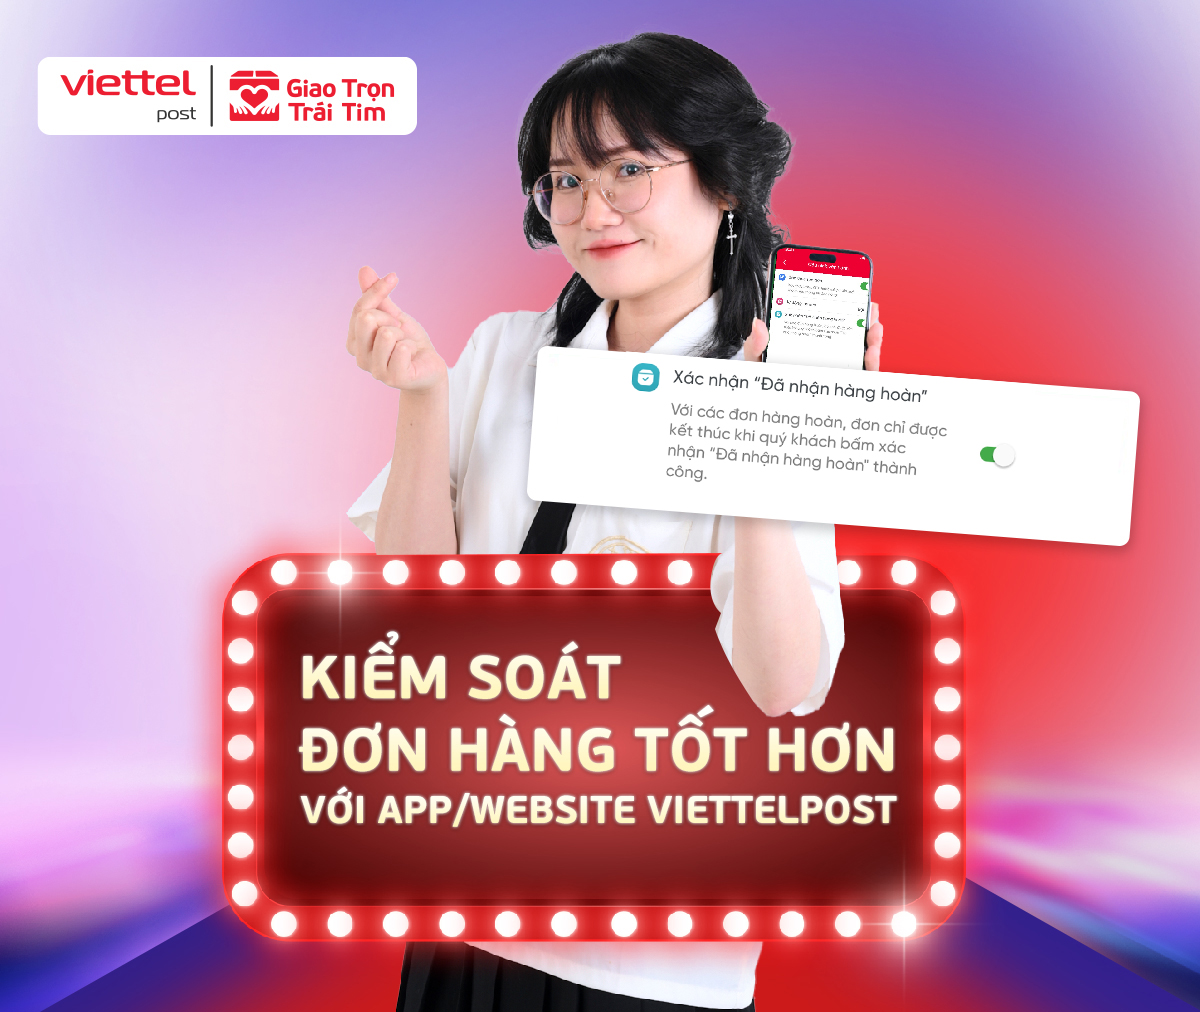 viettel
post
Giao Trọn
Trái Tim
Xác nhận “Đã nhận hàng hoàn”
Với các đơn hàng hoàn, đơn chỉ được
kết thúc khi quý khách bấm xác
nhận “Đã nhận hàng hoàn” thành
công.
KIỂM SOÁT
ĐƠN HÀNG TỐT HƠN
VỚI APP/WEBSITE VIETTELPOST